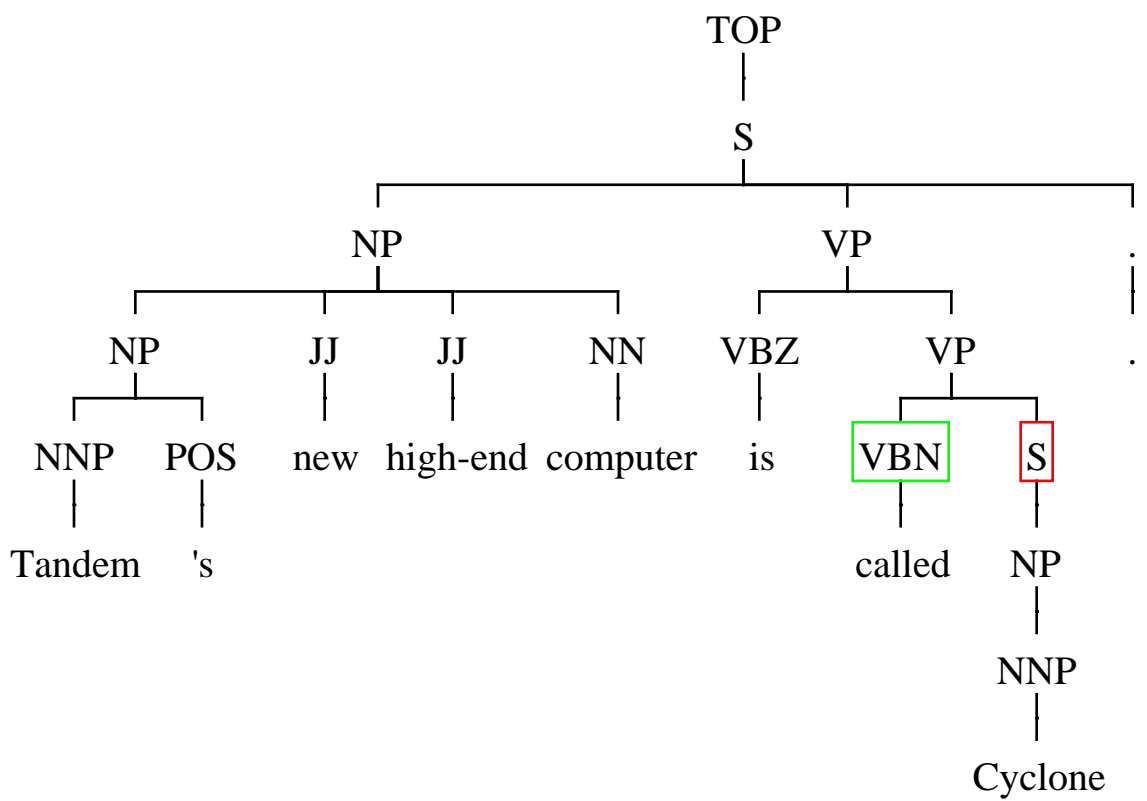 TOP
S
NP VP .
NP JJ JJ NN VBZ VP .
NNP POS new high-end computer is VBN S
Tandem 's called NP
NNP
Cyclone